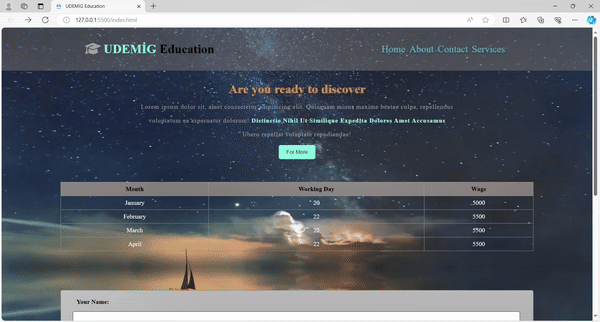 UDEMİG Education
127.0.0.1:5500/index.html
UDEMİG Education
Home About Contact Services
Are you ready to discover
Lorem ipsum dolor sit, amet consectetur adipisicing elit. Quisquam minus maxime beatae culpa, repellendus
voluptatum ea aspernatur dolorum! Distinctio Nihil Ut Similique Expedita Dolores Amet Accusamus
libero repellat voluptate repudiandae!
For More
Month Working Day Wage
January 20 5000
February 22 5500
March 22 5500
April 22 5500
Your Name: